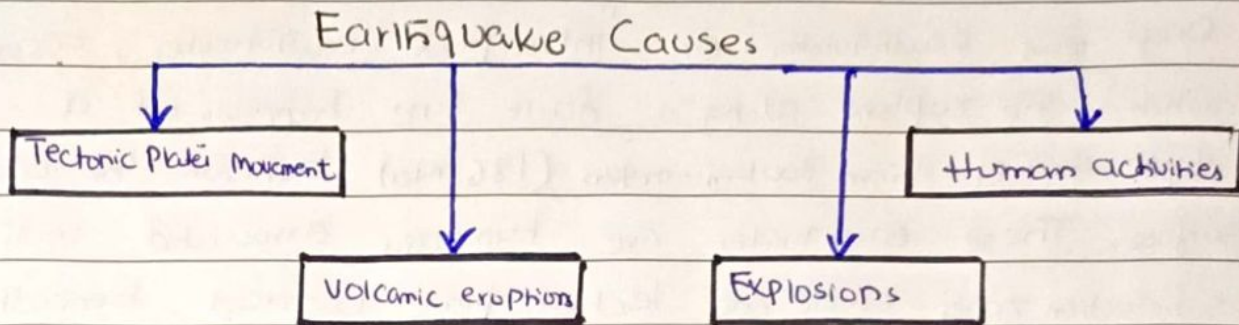 Earthquake Causes
Tectonic Plates Movement
Human activities
Volcanic eruptions
Explosions